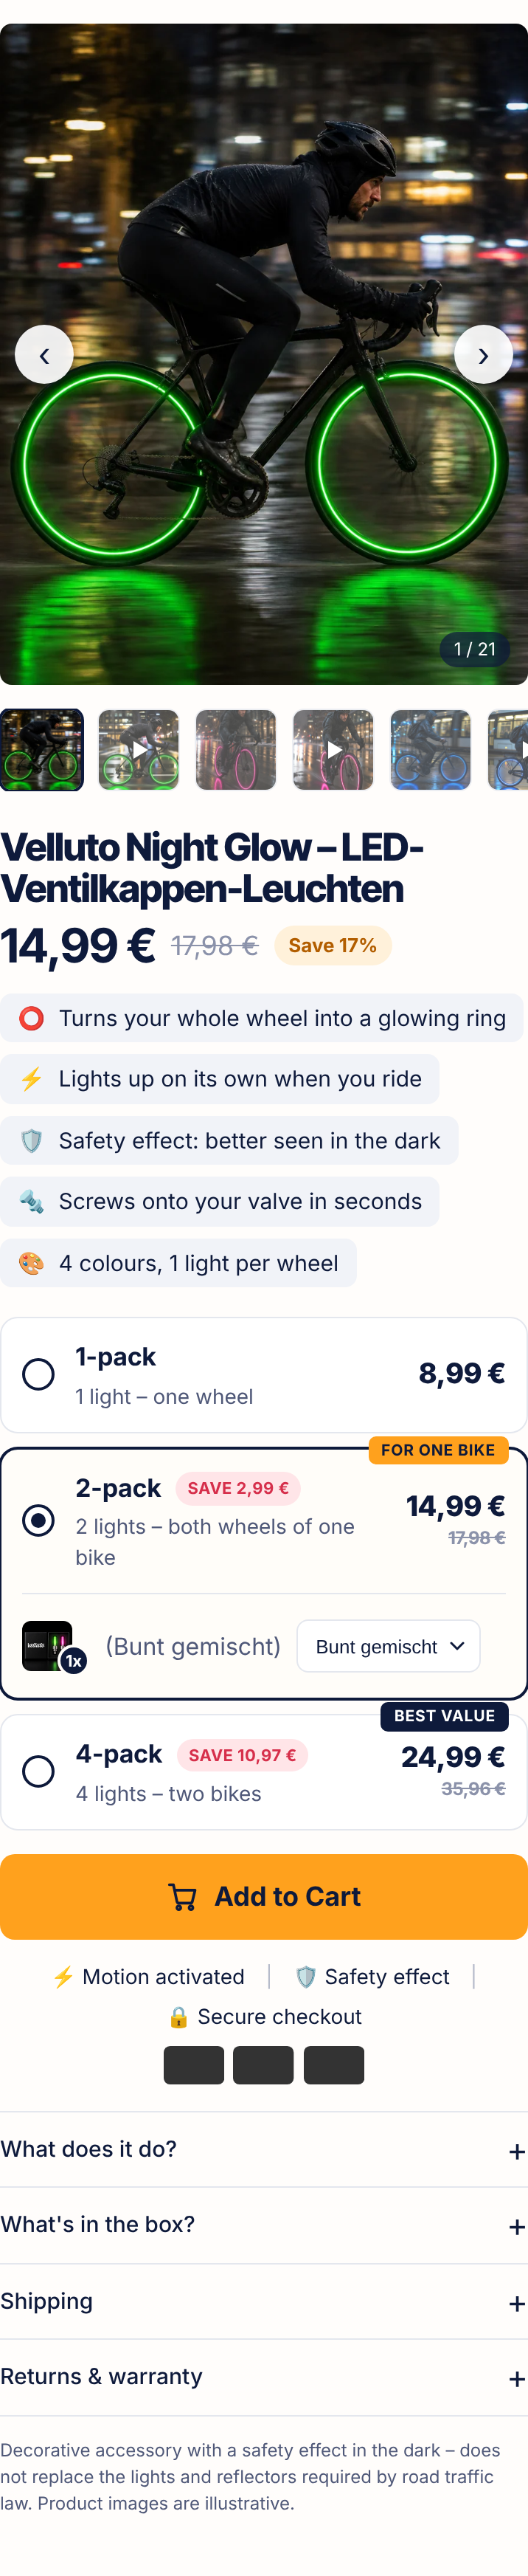 ‹ ›
1 / 21
Velluto Night Glow – LED-
Ventilkappen-Leuchten
14,99 € 17,98 € Save 17%
Turns your whole wheel into a glowing ring
Lights up on its own when you ride
Safety effect: better seen in the dark
Screws onto your valve in seconds
4 colours, 1 light per wheel
1-pack
1 light – one wheel
8,99 €
FOR ONE BIKE
2-pack SAVE 2,99 €
2 lights – both wheels of one
bike
14,99 €
17,98 €
Velluto
1x
(Bunt gemischt) Bunt gemischt
BEST VALUE
4-pack SAVE 10,97 €
4 lights – two bikes
24,99 €
35,96 €
Add to Cart
Motion activated | Safety effect |
Secure checkout
What does it do? +
What's in the box? +
Shipping +
Returns & warranty +
Decorative accessory with a safety effect in the dark – does
not replace the lights and reflectors required by road traffic
law. Product images are illustrative.